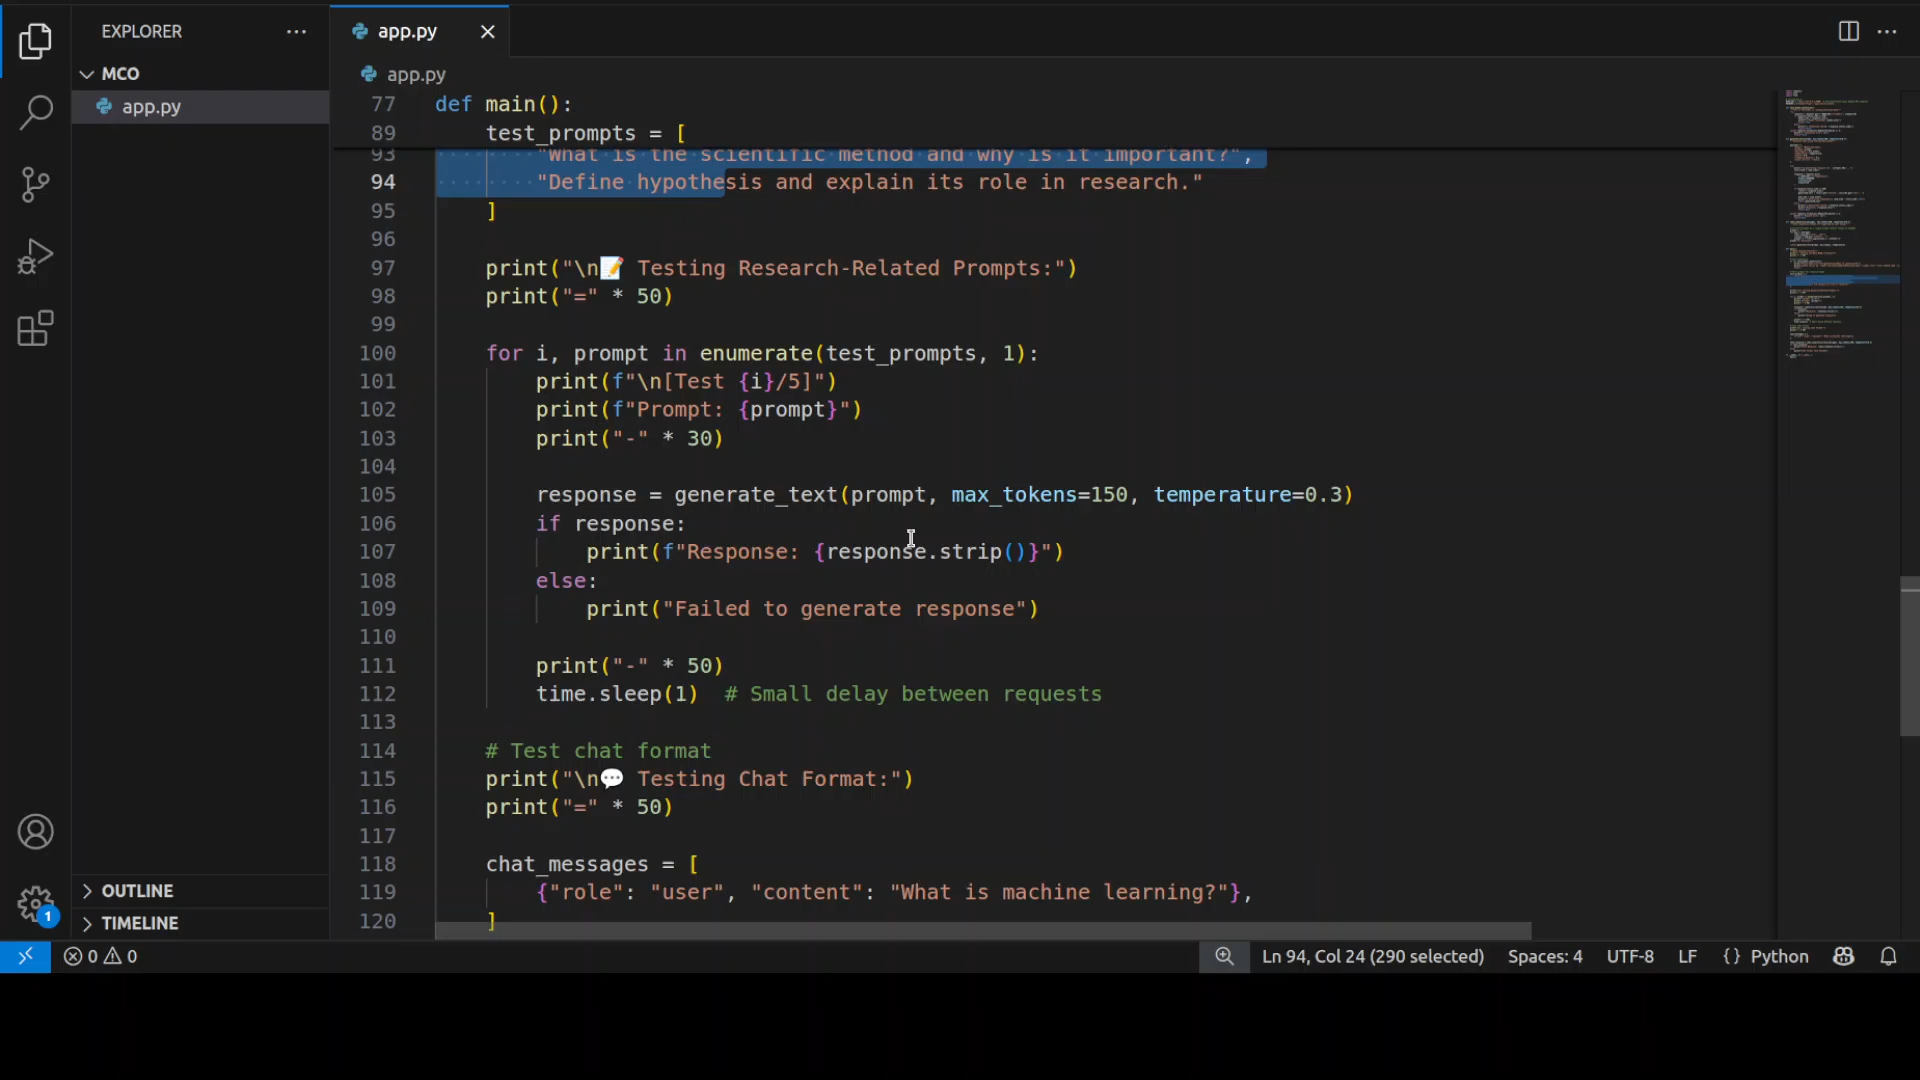 EXPLORER
MCO
app.py
OUTLINE
TIMELINE
1
app.py
app.py
77 def main():
89     test_prompts = [
93         "What is the scientific method and why is it important?",
94         "Define hypothesis and explain its role in research."
95     ]
96
97     print("\n📝 Testing Research-Related Prompts:")
98     print("=" * 50)
99
100     for i, prompt in enumerate(test_prompts, 1):
101         print(f"\n[Test {i}/5]")
102         print(f"Prompt: {prompt}")
103         print("-" * 30)
104
105         response = generate_text(prompt, max_tokens=150, temperature=0.3)
106         if response:
107             print(f"Response: {response.strip()}")
108         else:
109             print("Failed to generate response")
110
111         print("-" * 50)
112         time.sleep(1)  # Small delay between requests
113
114     # Test chat format
115     print("\n💬 Testing Chat Format:")
116     print("=" * 50)
117
118     chat_messages = [
119         {"role": "user", "content": "What is machine learning?"},
120     ]
0 0
Ln 94, Col 24 (290 selected) Spaces: 4 UTF-8 LF {} Python